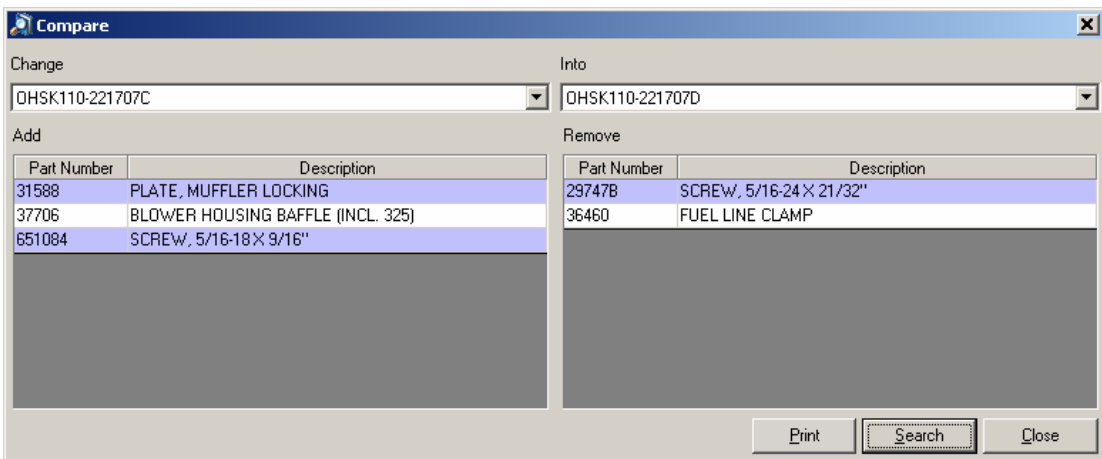 Compare
Change Into
OHSK110-221707C OHSK110-221707D
Add Remove
Part Number Description Part Number Description
31588 PLATE, MUFFLER LOCKING 29747B SCREW, 5/16-24 X 21/32"
37706 BLOWER HOUSING BAFFLE (INCL. 325) 36460 FUEL LINE CLAMP
651084 SCREW, 5/16-18 X 9/16"
Print Search Close